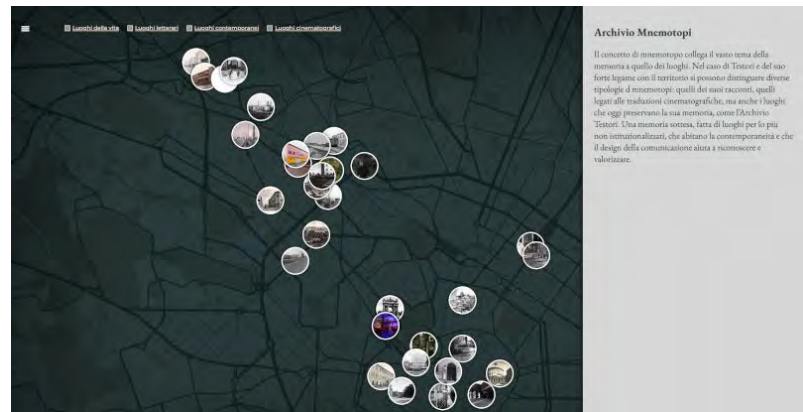 Luoghi della vita Luoghi letterari Luoghi contemporanei Luoghi cinematografici
Archivio Mnemotopi
Il concetto di mnemotopo collega il vasto tema della
memoria a quello dei luoghi. Nel caso di Testori e del suo
forte legame con il territorio si possono distinguere diverse
tipologie d mnemotopi: quelli dei suoi racconti, quelli
legati alle traduzioni cinematografiche, ma anche i luoghi
che oggi preservano la sua memoria, come l'Archivio
Testori. Una memoria sottesa, fatta di luoghi per lo più
non istituzionalizzati, che abitano la contemporaneità e che
il design della comunicazione aiuta a riconoscere e
valorizzare.